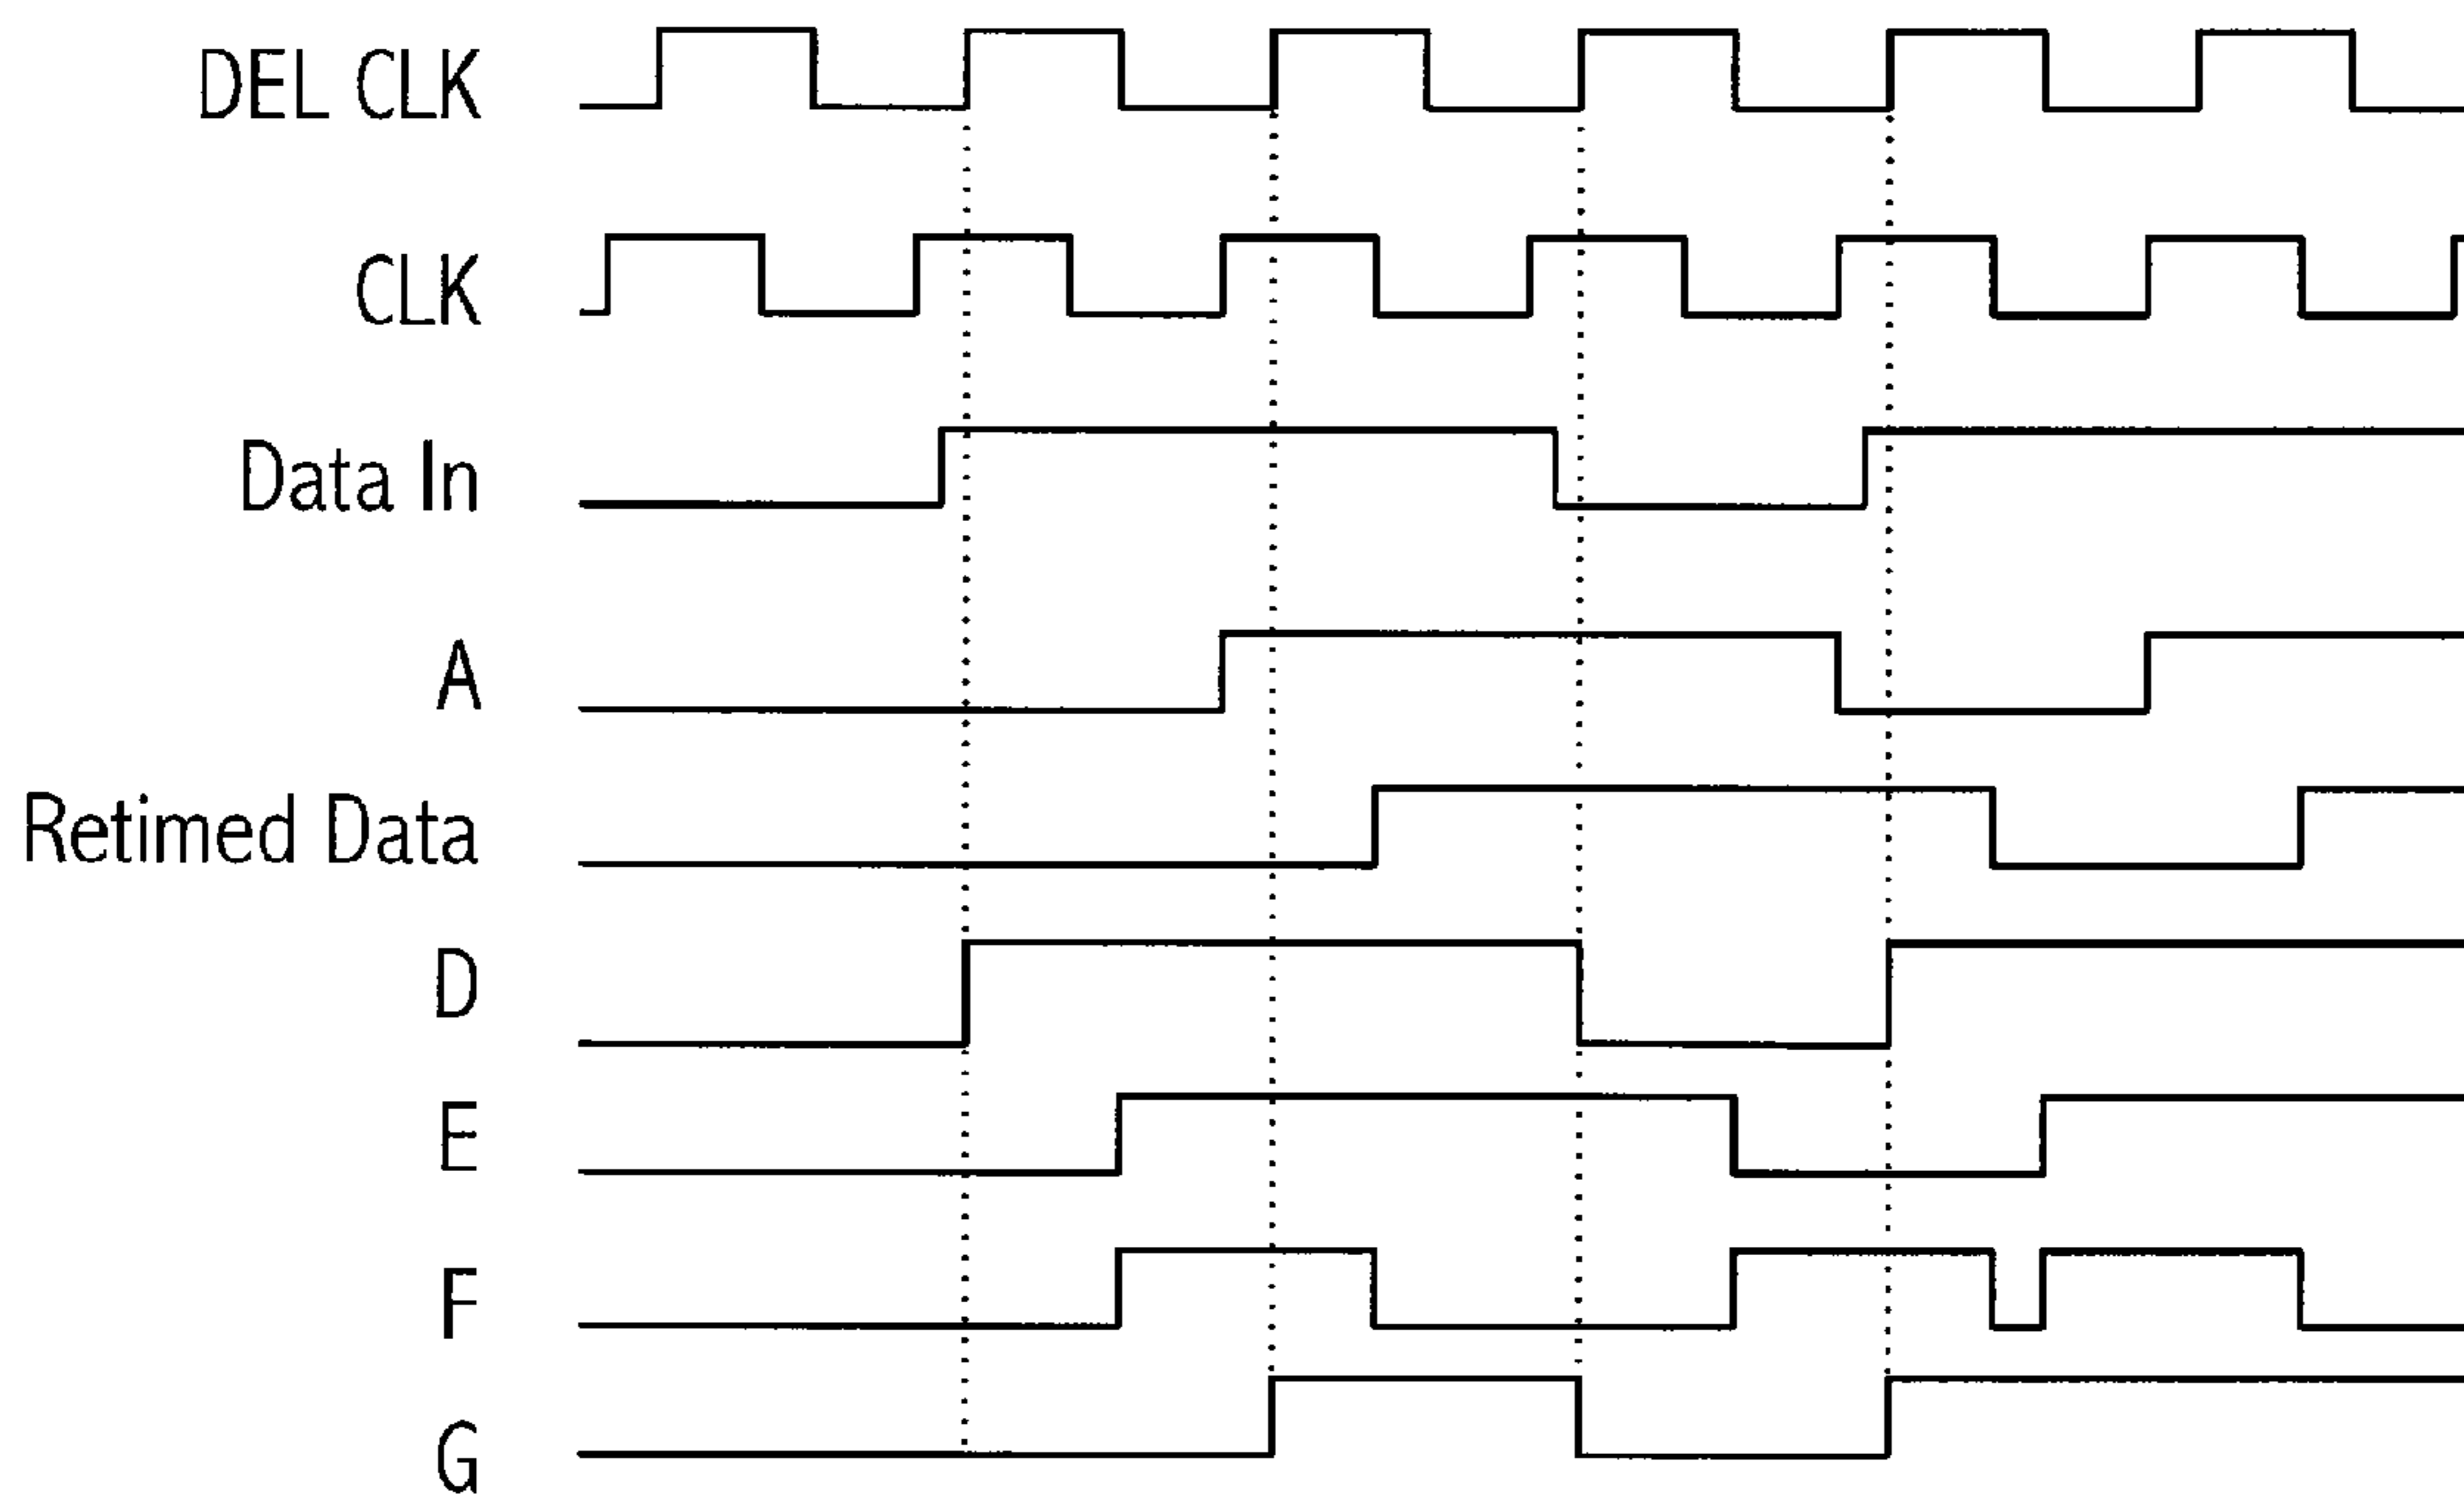 DEL CLK
CLK
Data In
A
Retimed Data
D
E
F
G